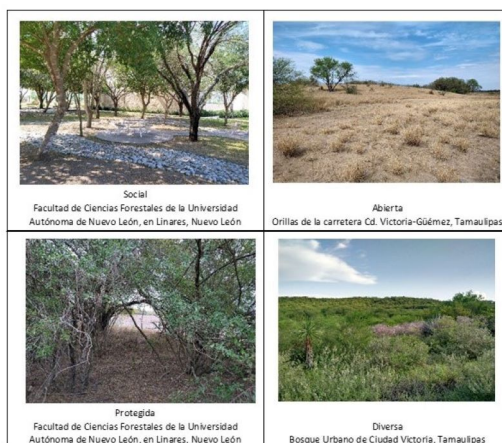 Social
Facultad de Ciencias Forestales de la Universidad
Autónoma de Nuevo León, en Linares, Nuevo León
Abierta
Orillas de la carretera Cd. Victoria-Güémez, Tamaulipas
Protegida
Facultad de Ciencias Forestales de la Universidad
Autónoma de Nuevo León, en Linares, Nuevo León
Diversa
Bosque Urbano de Ciudad Victoria, Tamaulipas